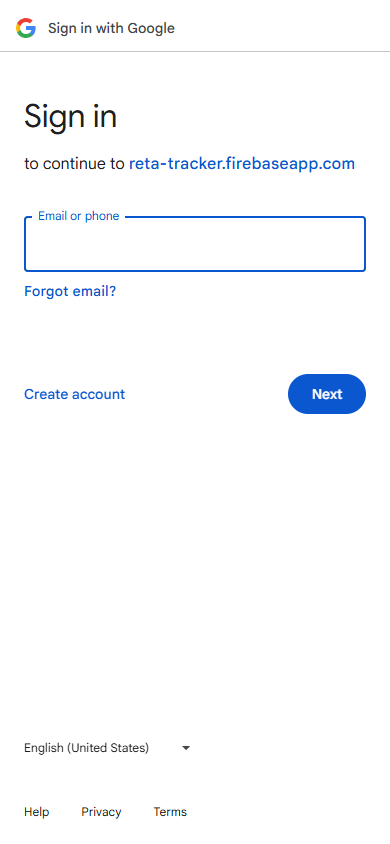 Sign in with Google
Sign in
to continue to reta-tracker.firebaseapp.com
Email or phone
Forgot email?
Create account
Next
English (United States)
Help
Privacy
Terms